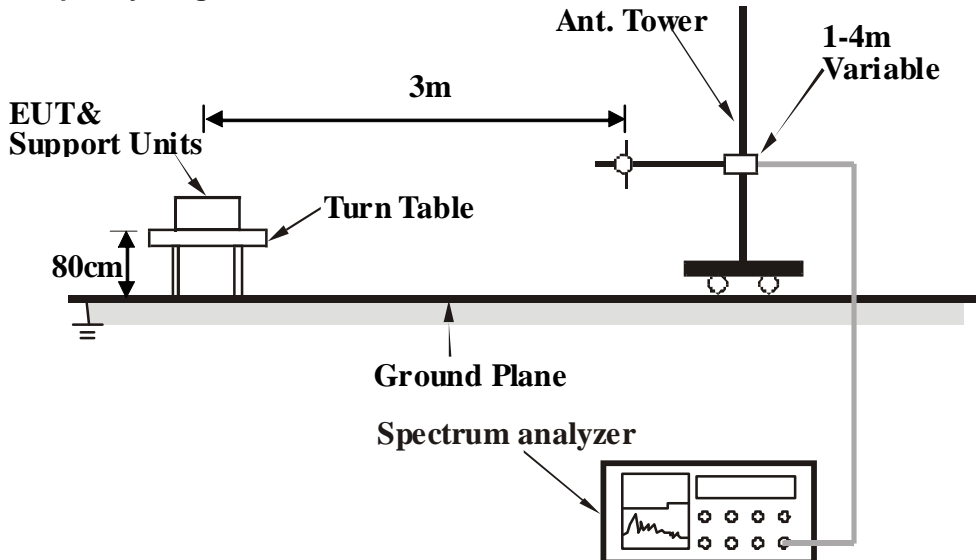 Ant. Tower
1-4m
Variable
3m
EUT&
Support Units
Turn Table
80cm
Ground Plane
Spectrum analyzer